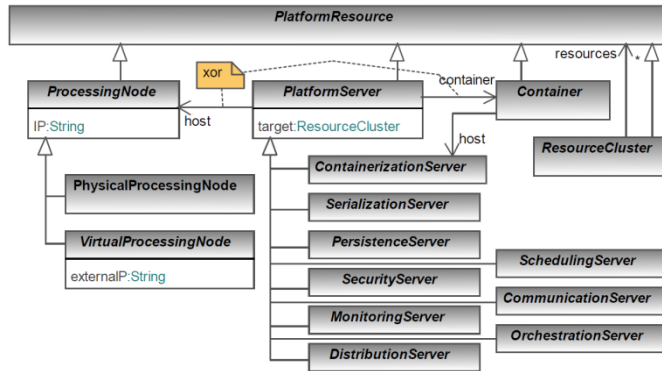 PlatformResource
xor
resources
*
container
ProcessingNode
PlatformServer
Container
IP:String
host
target:ResourceCluster
host
ResourceCluster
ContainerizationServer
PhysicalProcessingNode
SerializationServer
VirtualProcessingNode
PersistenceServer
SchedulingServer
externalP:String
SecurityServer
CommunicationServer
MonitoringServer
OrchestrationServer
DistributionServer